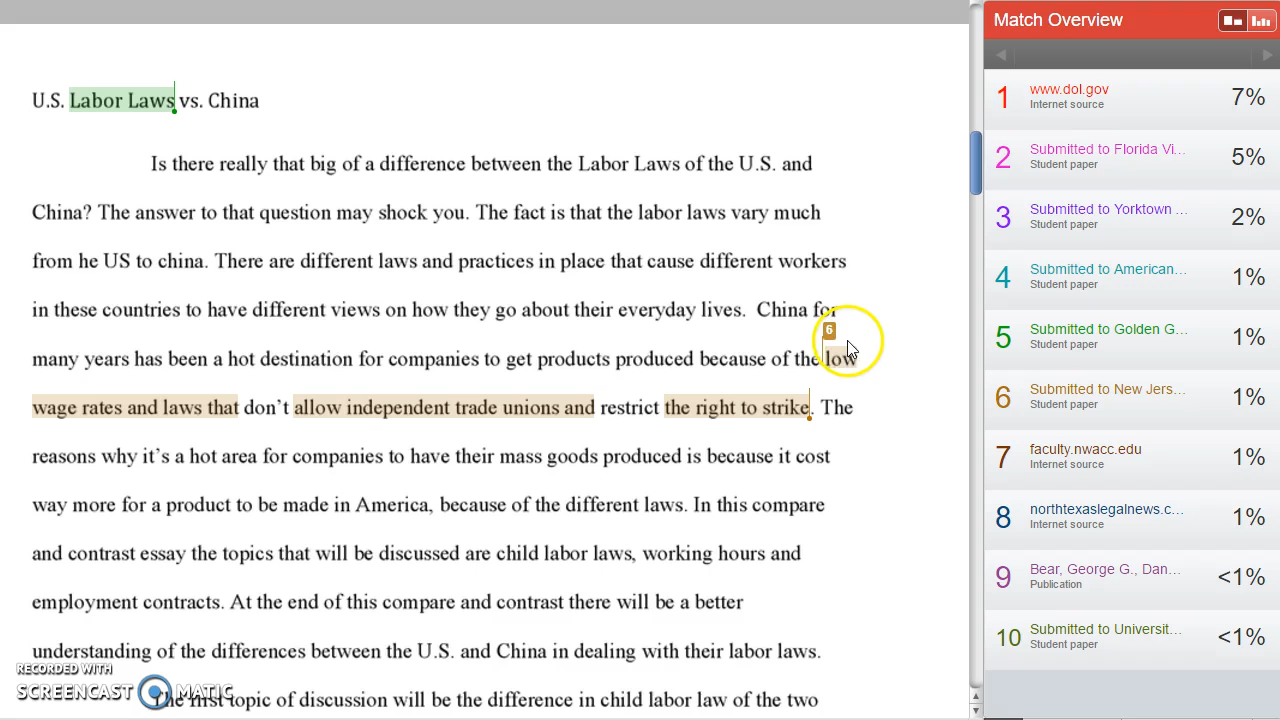 U.S. Labor Laws vs. China
Is there really that big of a difference between the Labor Laws of the U.S. and
China? The answer to that question may shock you. The fact is that the labor laws vary much
from he US to china. There are different laws and practices in place that cause different workers
in these countries to have different views on how they go about their everyday lives.  China for
6
many years has been a hot destination for companies to get products produced because of the low
wage rates and laws that don’t allow independent trade unions and restrict the right to strike. The
reasons why it’s a hot area for companies to have their mass goods produced is because it cost
way more for a product to be made in America, because of the different laws. In this compare
and contrast essay the topics that will be discussed are child labor laws, working hours and
employment contracts. At the end of this compare and contrast there will be a better
understanding of the differences between the U.S. and China in dealing with their labor laws.
The first topic of discussion will be the difference in child labor law of the two
RECORDED WITH
SCREENCAST MATIC
Match Overview
1 www.dol.gov 7%
Internet source
2 Submitted to Florida Vi... 5%
Student paper
3 Submitted to Yorktown ... 2%
Student paper
4 Submitted to American... 1%
Student paper
5 Submitted to Golden G... 1%
Student paper
6 Submitted to New Jers... 1%
Student paper
7 faculty.nwacc.edu 1%
Internet source
8 northtexaslegalnews.c... 1%
Internet source
9 Bear, George G., Dan... <1%
Publication
10 Submitted to Universit... <1%
Student paper